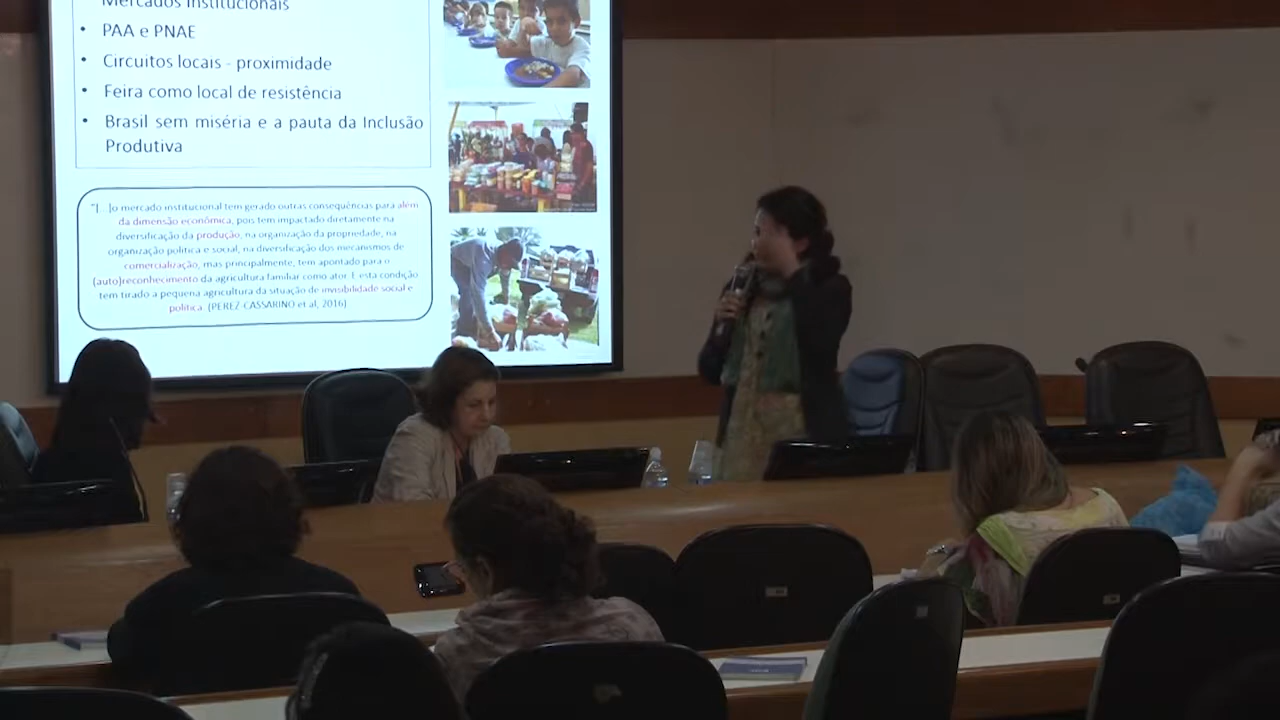 Mercados Institucionais
• PAA e PNAE
• Circuitos locais - proximidade
• Feira como local de resistência
• Brasil sem miséria e a pauta da Inclusão
Produtiva
"[...]o mercado institucional tem gerado outras consequências para além
da dimensão econômica, pois tem impactado diretamente na
diversificação da produção, na organização da propriedade, na
organização política e social, na diversificação dos mecanismos de
comercialização, mas principalmente, tem apontado para o
(auto)reconhecimento da agricultura familiar como ator. E esta condição
tem tirado a pequena agricultura da situação de invisibilidade social e
política. (PEREZ-CASSARINO et al, 2016)